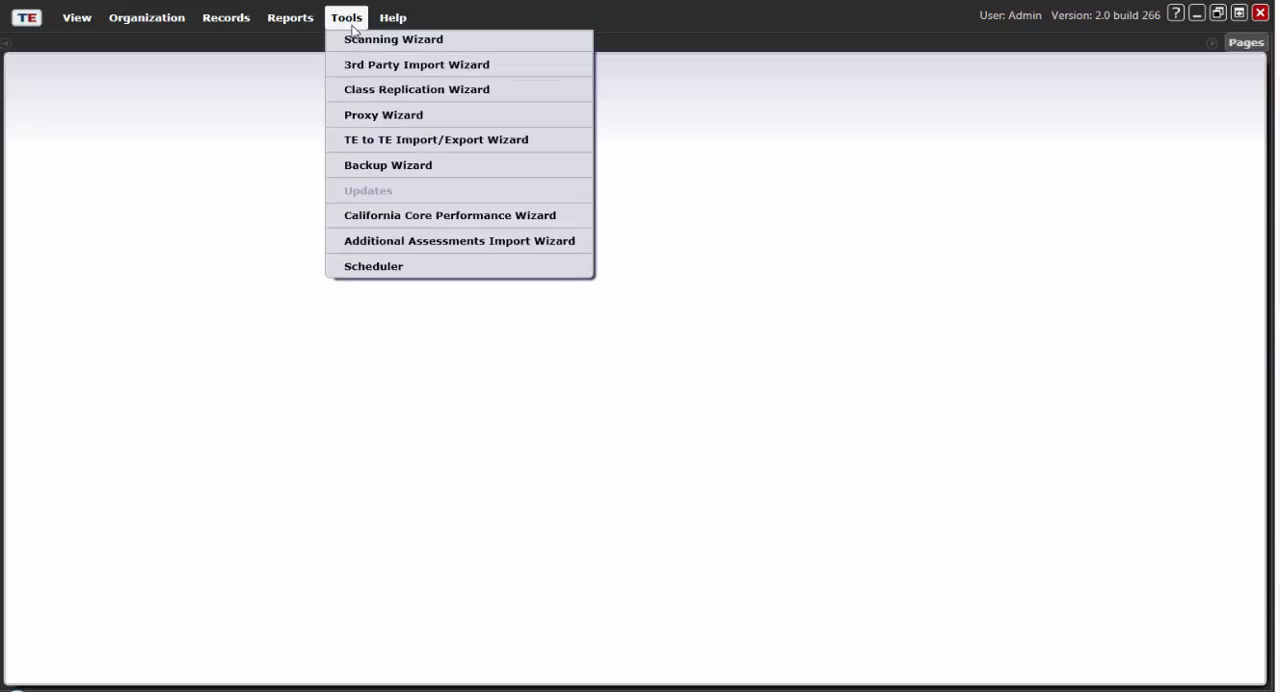 TE View Organization Records Reports Tools Help User: Admin Version: 2.0 build 266 ?
Pages
Scanning Wizard
3rd Party Import Wizard
Class Replication Wizard
Proxy Wizard
TE to TE Import/Export Wizard
Backup Wizard
Updates
California Core Performance Wizard
Additional Assessments Import Wizard
Scheduler